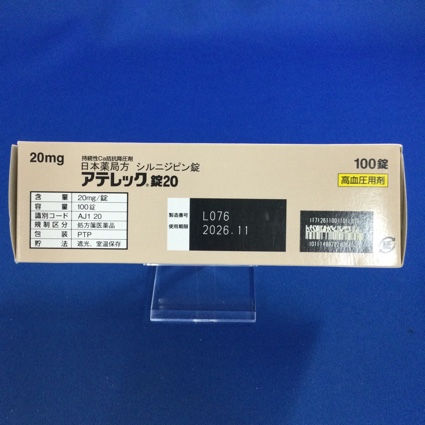 20mg
持続性Ca拮抗降圧剤
日本薬局方 シルニジピン錠
アテレック®錠20
100錠
高血圧用剤
含量 20mg/錠
容量 100錠
識別コード AJ1 20
規制区分 処方箋医薬品
包装 PTP
貯法 遮光、室温保存
製造番号 L076
使用期限 2026.11